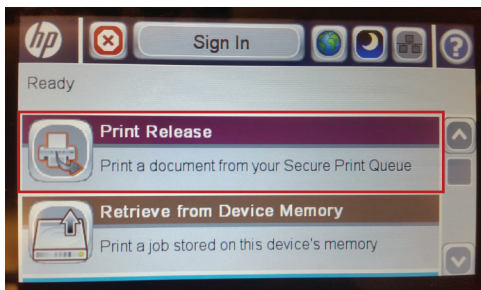 hp
Sign In
?
Ready
Print Release
Print a document from your Secure Print Queue
Retrieve from Device Memory
Print a job stored on this device's memory